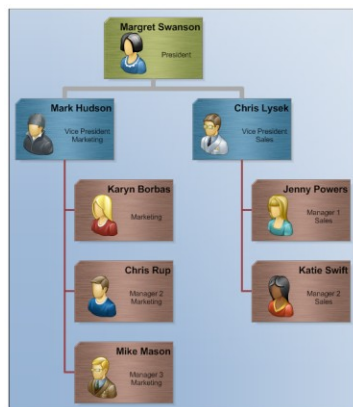 Margret Swanson
President
Mark Hudson
Vice President
Marketing
Chris Lysek
Vice President
Sales
Karyn Borbas
Marketing
Jenny Powers
Manager 1
Sales
Chris Rup
Manager 2
Marketing
Katie Swift
Manager 2
Sales
Mike Mason
Manager 3
Marketing